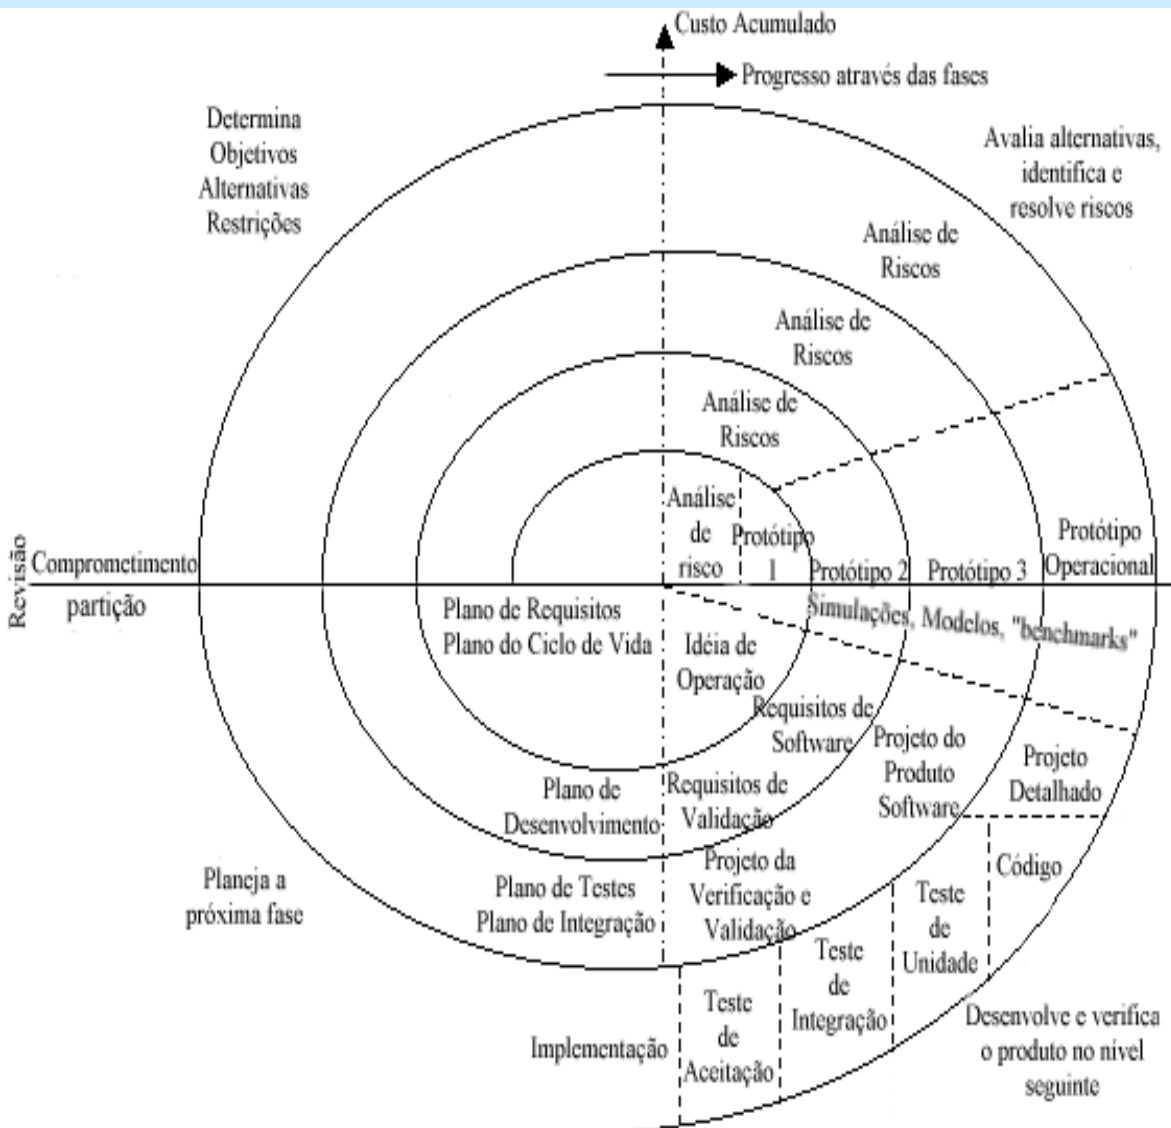 Custo Acumulado
Progresso através das fases
Determina
Objetivos
Alternativas
Restrições
Avalia alternativas,
identifica e
resolve riscos
Análise de
Riscos
Análise de
Riscos
Análise de
Riscos
Análise
de
risco
Protótipo
1
Protótipo 2
Protótipo 3
Protótipo
Operacional
Revisão
Comprometimento
partição
Simulações, Modelos, "benchmarks"
Plano de Requisitos
Plano do Ciclo de Vida
Idéia de
Operação
Requisitos de
Software
Projeto do
Produto
Software
Projeto
Detalhado
Plano de
Desenvolvimento
Requisitos de
Validação
Código
Planeja a
próxima fase
Plano de Testes
Plano de Integração
Projeto da
Verificação e
Validação
Teste
de
Unidade
Teste
de
Integração
Teste
de
Aceitação
Implementação
Desenvolve e verifica
o produto no nível
seguinte